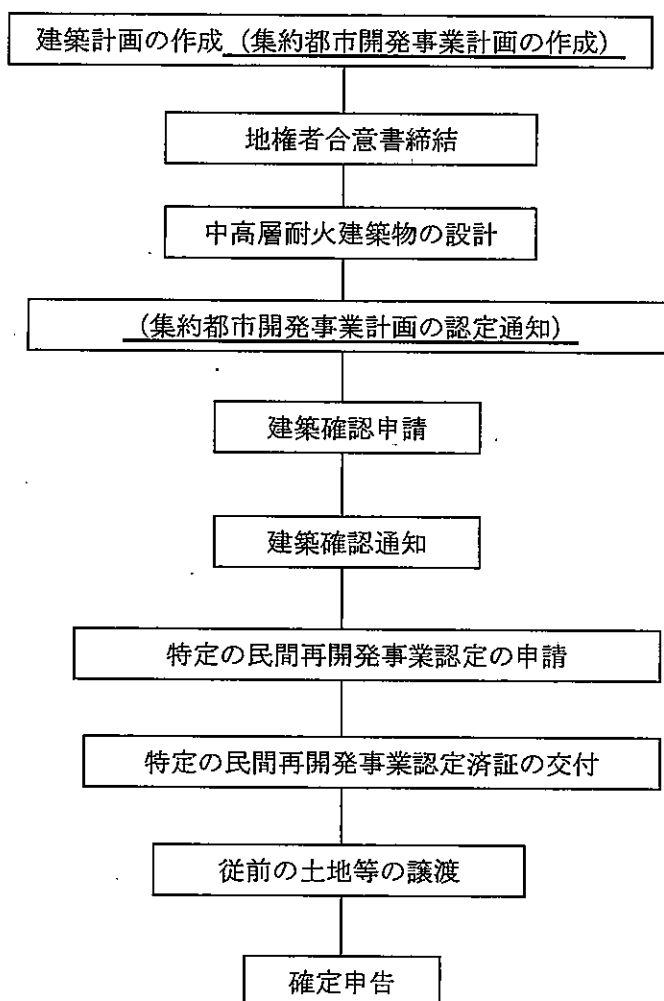 建築計画の作成（集約都市開発事業計画の作成）
地権者合意書締結
中高層耐火建築物の設計
（集約都市開発事業計画の認定通知）
建築確認申請
建築確認通知
特定の民間再開発事業認定の申請
特定の民間再開発事業認定済証の交付
従前の土地等の譲渡
確定申告